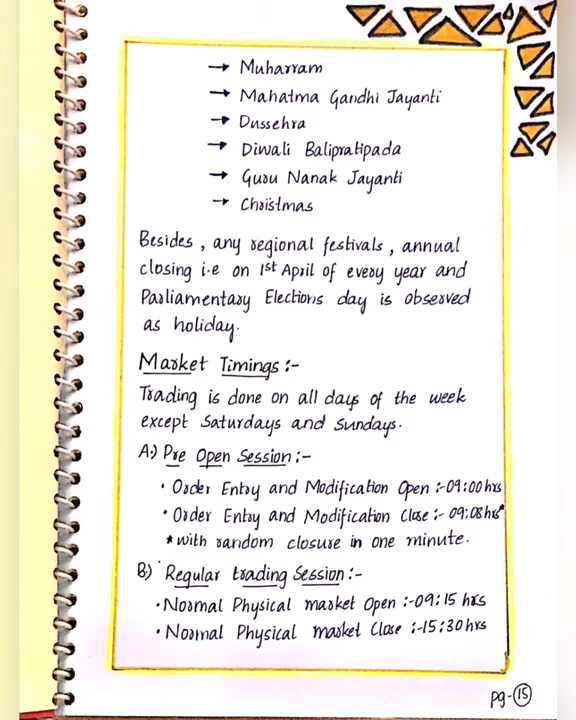 → Muharram
→ Mahatma Gandhi Jayanti
→ Dussehra
→ Diwali Balipratipada
→ Guru Nanak Jayanti
→ Christmas
Besides, any regional festivals, annual
closing i.e on 1st April of every year and
Parliamentary Elections day is observed
as holiday.
Market Timings :-
Trading is done on all days of the week
except Saturdays and Sundays.
A.) Pre Open Session :-
• Order Entry and Modification Open :- 09:00 hrs
• Order Entry and Modification Close :- 09:08 hrs*
* with random closure in one minute.
B) Regular trading Session :-
• Normal Physical market Open :- 09:15 hrs
• Normal Physical market Close :- 15:30 hrs
pg-15